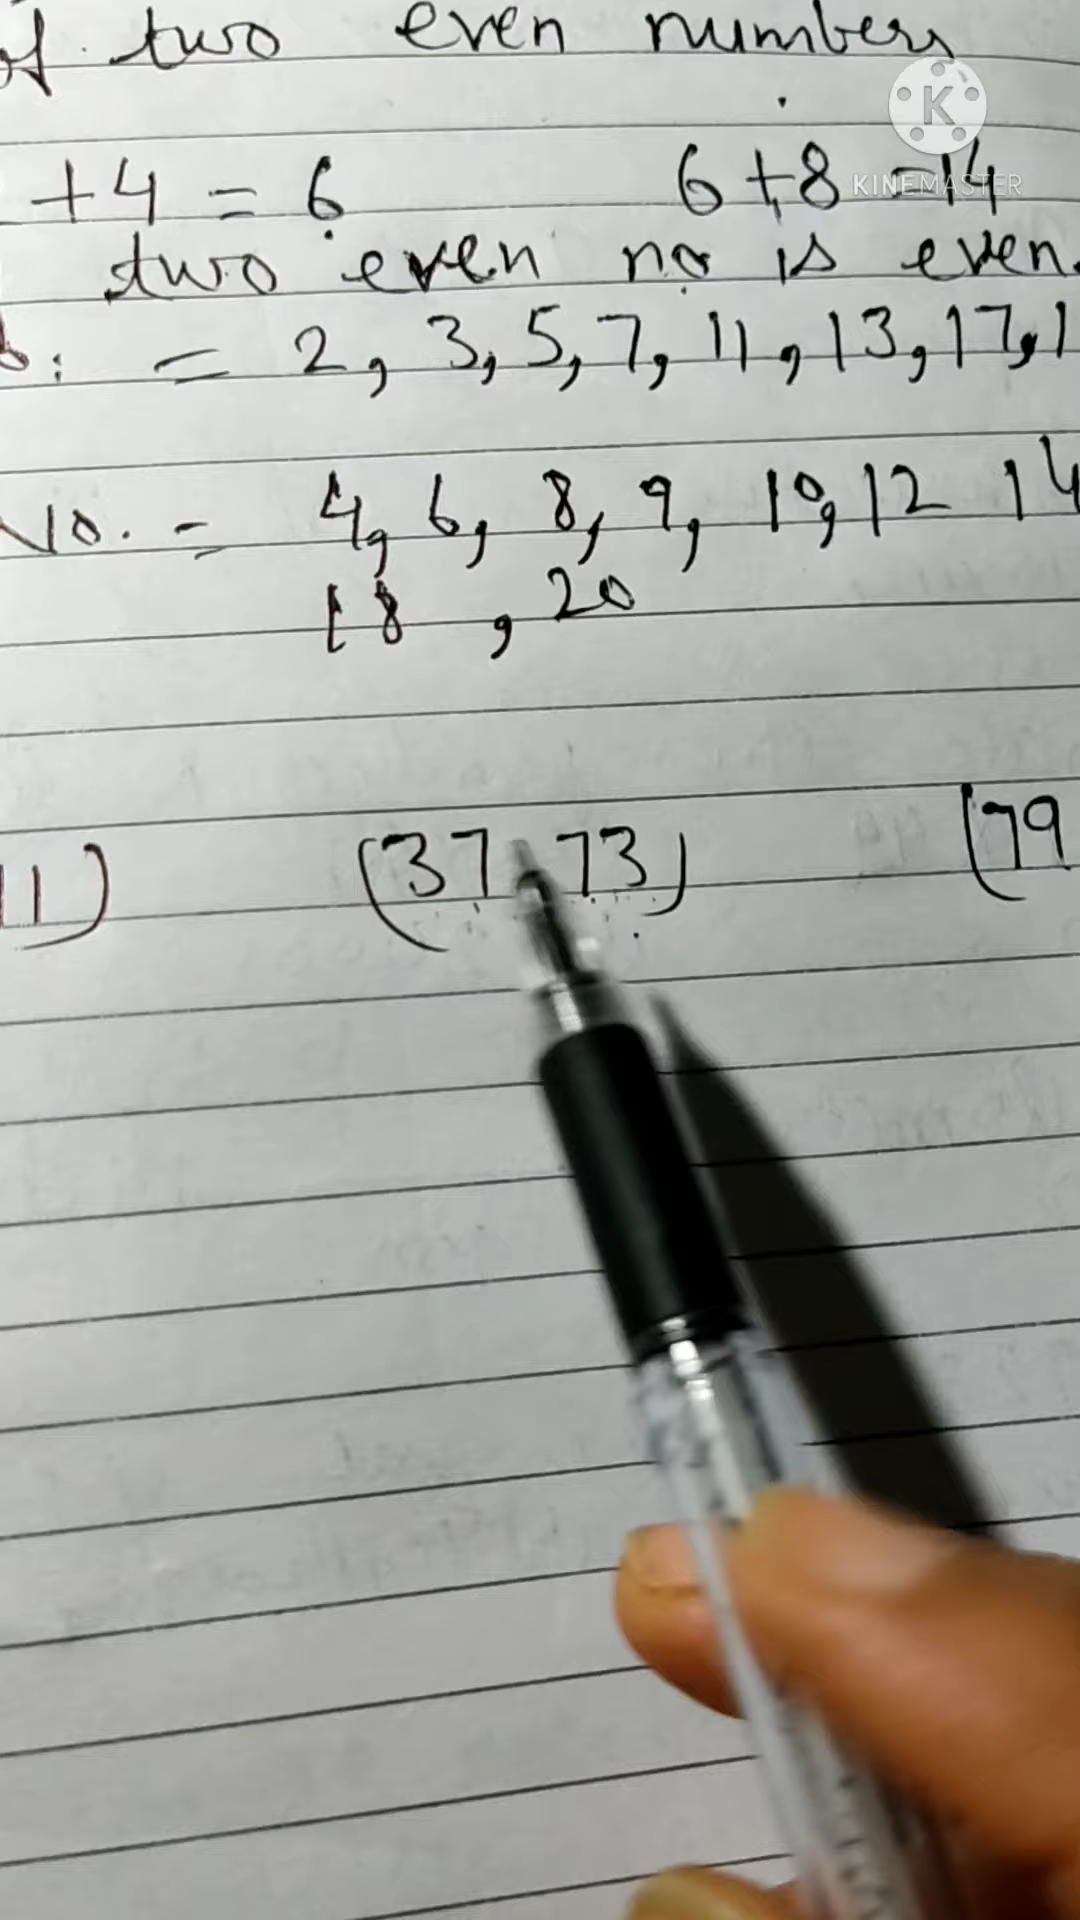 of two even numbers
+4 = 6 6+8 =14
KINEMASTER
two even no is even.
= 2, 3, 5, 7, 11, 13, 17, 1
No. = 4, 6, 8, 9, 10, 12 14
18 , 20
11) (37 73) (79